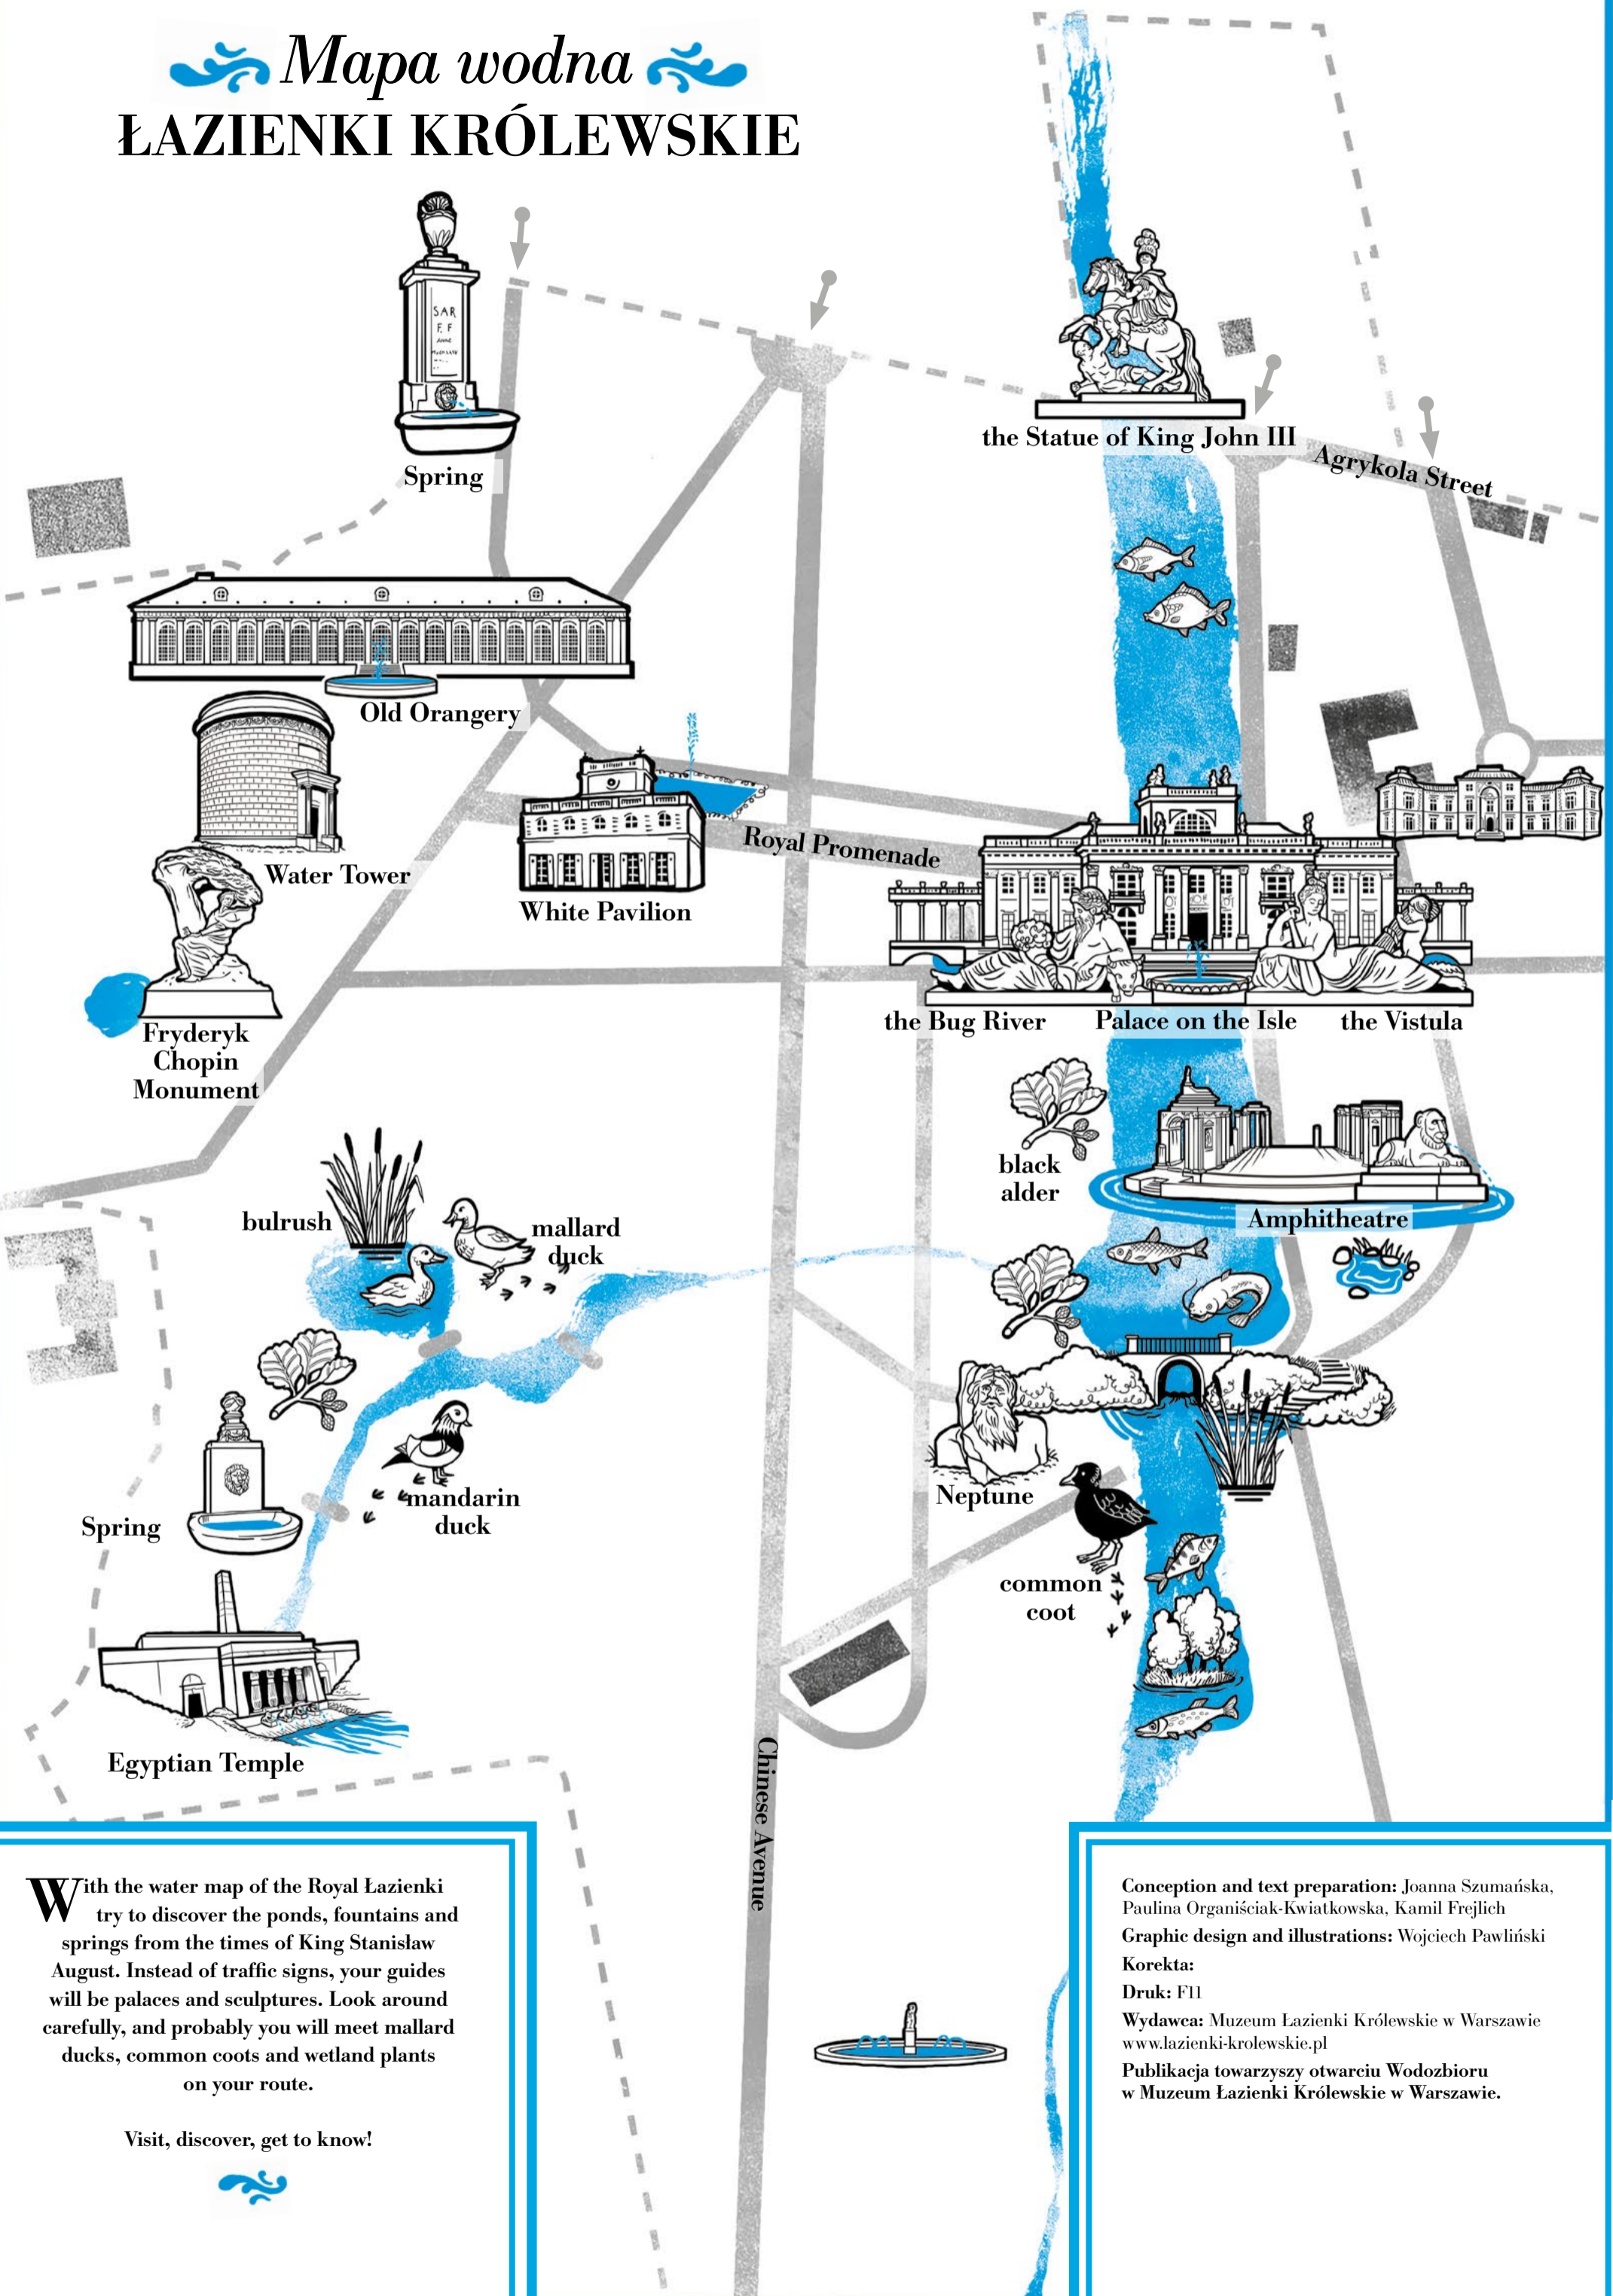 Mapa wodna
ŁAZIENKI KRÓLEWSKIE
SAR
F. F
Spring
the Statue of King John III
Agrykola Street
Old Orangery
Water Tower
White Pavilion
Royal Promenade
Fryderyk
Chopin
Monument
the Bug River
Palace on the Isle
the Vistula
black
alder
Amphitheatre
bulrush
mallard
duck
mandarin
duck
Spring
Neptune
common
coot
Egyptian Temple
Chinese Avenue
With the water map of the Royal Łazienki
try to discover the ponds, fountains and
springs from the times of King Stanisław
August. Instead of traffic signs, your guides
will be palaces and sculptures. Look around
carefully, and probably you will meet mallard
ducks, common coots and wetland plants
on your route.
Visit, discover, get to know!
Conception and text preparation: Joanna Szumańska,
Paulina Organiściak-Kwiatkowska, Kamil Frejlich
Graphic design and illustrations: Wojciech Pawliński
Korekta:
Druk: F11
Wydawca: Muzeum Łazienki Królewskie w Warszawie
www.lazienki-krolewskie.pl
Publikacja towarzyszy otwarciu Wodozbioru
w Muzeum Łazienki Królewskie w Warszawie.